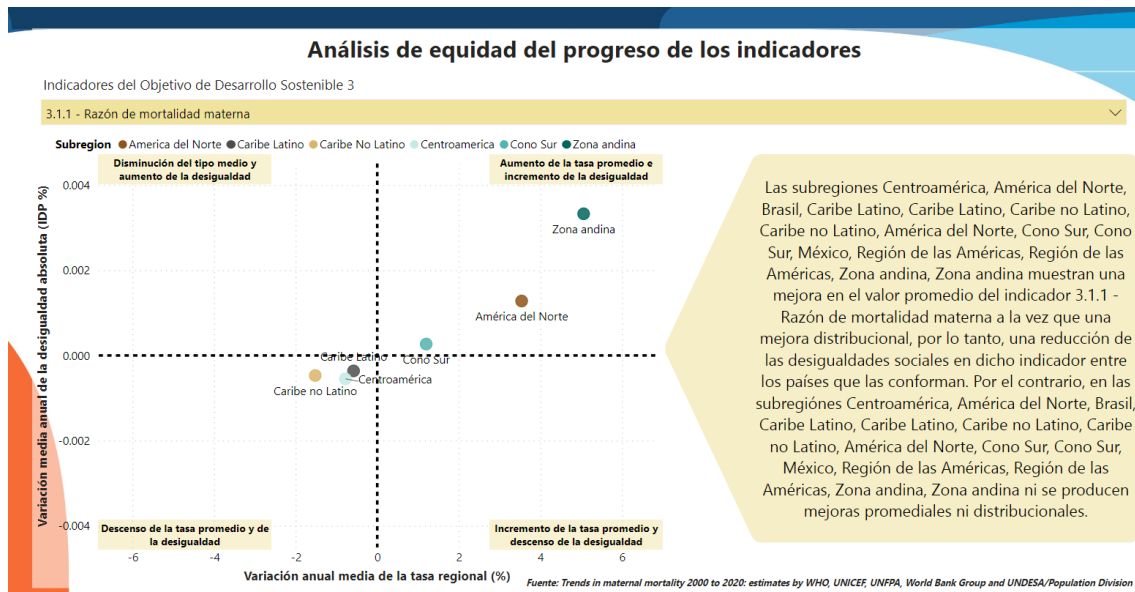 Análisis de equidad del progreso de los indicadores
Indicadores del Objetivo de Desarrollo Sostenible 3
3.1.1 - Razón de mortalidad materna
Subregion America del Norte Caribe Latino Caribe No Latino Centroamerica Cono Sur Zona andina
Disminución del tipo medio y
aumento de la desigualdad
Aumento de la tasa promedio e
incremento de la desigualdad
Variación media anual de la desigualdad absoluta (IDP %)
0.004
0.002
0.000
-0.002
-0.004
Zona andina
América del Norte
Cono Sur
Caribe Latino
Centroamérica
Caribe no Latino
Descenso de la tasa promedio y de
la desigualdad
Incremento de la tasa promedio y
descenso de la desigualdad
-6 -4 -2 0 2 4 6
Variación anual media de la tasa regional (%)
Las subregiones Centroamérica, América del Norte,
Brasil, Caribe Latino, Caribe Latino, Caribe no Latino,
Caribe no Latino, América del Norte, Cono Sur, Cono
Sur, México, Región de las Américas, Región de las
Américas, Zona andina, Zona andina muestran una
mejora en el valor promedio del indicador 3.1.1 -
Razón de mortalidad materna a la vez que una
mejora distribucional, por lo tanto, una reducción de
las desigualdades sociales en dicho indicador entre
los países que las conforman. Por el contrario, en las
subregiónes Centroamérica, América del Norte, Brasil,
Caribe Latino, Caribe Latino, Caribe no Latino, Caribe
no Latino, América del Norte, Cono Sur, Cono Sur,
México, Región de las Américas, Región de las
Américas, Zona andina, Zona andina ni se producen
mejoras promediales ni distribucionales.
Fuente: Trends in maternal mortality 2000 to 2020: estimates by WHO, UNICEF, UNFPA, World Bank Group and UNDESA/Population Division